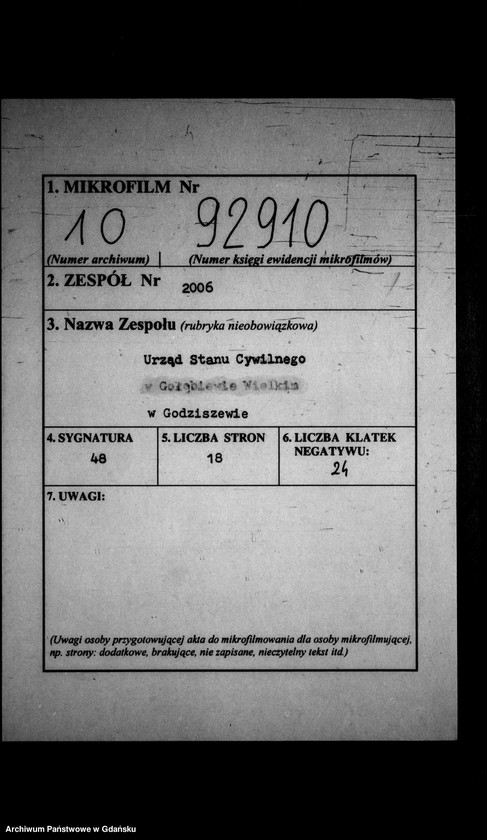 1. MIKROFILM Nr
10 92910
(Numer archiwum) (Numer księgi ewidencji mikrofilmów)
2. ZESPÓŁ Nr 2006
3. Nazwa Zespołu (rubryka nieobowiązkowa)
Urząd Stanu Cywilnego
w Gołębiewie Wielkim
w Godziszewie
4. SYGNATURA
48
5. LICZBA STRON
18
6. LICZBA KLATEK
NEGATYWU:
24
7. UWAGI:
(Uwagi osoby przygotowującej akta do mikrofilmowania dla osoby mikrofilmującej,
np. strony: dodatkowe, brakujące, nie zapisane, nieczytelny tekst itd.)
Archiwum Państwowe w Gdańsku